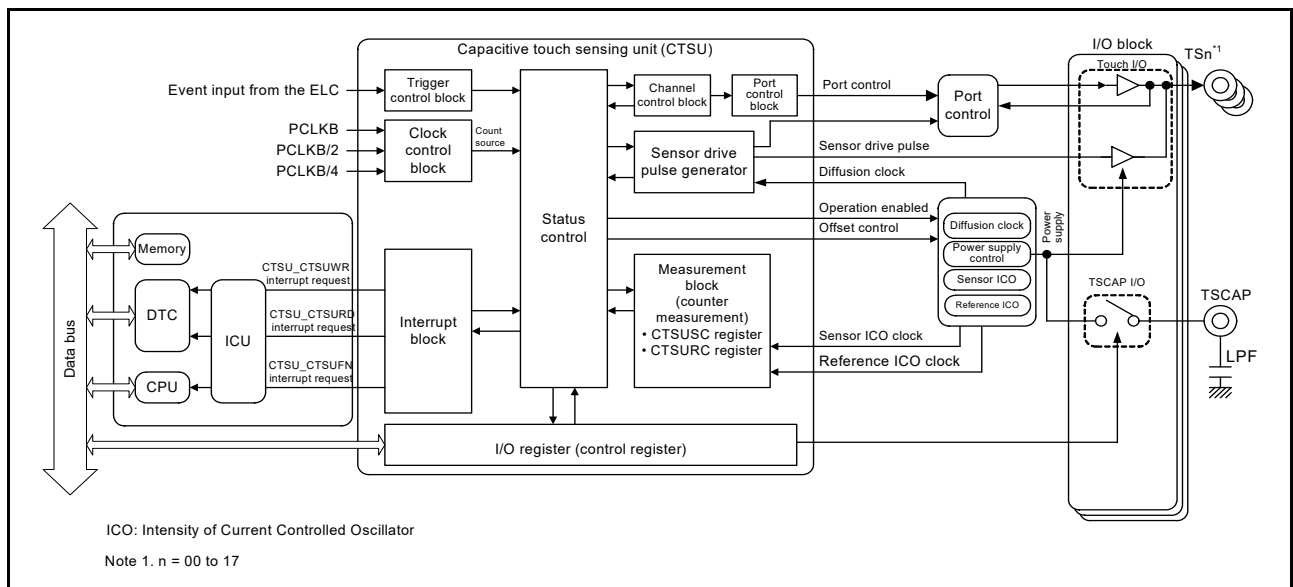 Capacitive touch sensing unit (CTSU)
I/O block
TSn*1
Touch I/O
Event input from the ELC
Trigger
control block
Channel
control block
Port
control
block
Port control
Port
control
PCLKB
PCLKB/2
PCLKB/4
Clock
control
block
Count
source
Sensor drive
pulse generator
Sensor drive pulse
Diffusion clock
Status
control
Operation enabled
Offset control
Diffusion clock
Power supply
control
Sensor ICO
Reference ICO
Power
supply
Data bus
Memory
DTC
CPU
ICU
CTSU_CTSUWR
interrupt request
CTSU_CTSURD
interrupt request
CTSU_CTSUFN
interrupt request
Interrupt
block
Measurement
block
(counter
measurement)
• CTSUSC register
• CTSURC register
Sensor ICO clock
Reference ICO clock
TSCAP I/O
TSCAP
LPF
I/O register (control register)
ICO: Intensity of Current Controlled Oscillator
Note 1. n = 00 to 17